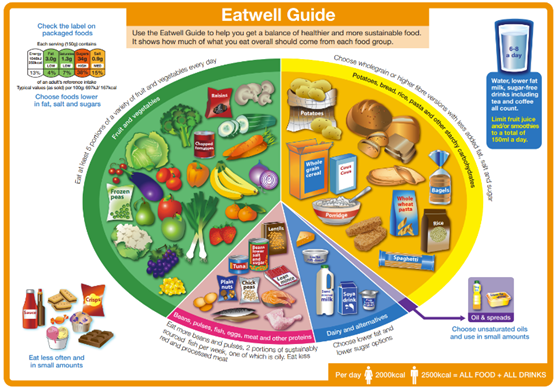 Eatwell Guide
Use the Eatwell Guide to help you get a balance of healthier and more sustainable food.
It shows how much of what you eat overall should come from each food group.
Check the label on
packaged foods
Each serving (150g) contains
Energy
1046kJ
250kcal
Fat
3.0g
Saturates
1.3g
Sugars
34g
Salt
0.9g
LOW
LOW
HIGH
MED
13%
4%
7%
38%
15%
of an adult's reference intake
Typical values (as sold) per 100g: 697kJ/ 167kcal
Choose foods lower
in fat, salt and sugars
6-8
a day
Water, lower fat
milk, sugar-free
drinks including
tea and coffee
all count.
Limit fruit juice
and/or smoothies
to a total of
150ml a day.
Eat at least 5 portions of a variety of fruit and vegetables every day
Fruit and vegetables
Raisins
Chopped
tomatoes
Frozen
peas
Choose wholegrain or higher fibre versions with less added fat, salt and sugar
Potatoes, bread, rice, pasta and other starchy carbohydrates
Potatoes
Whole
grain
cereal
Cous
Cous
Porridge
Bagels
Whole
wheat
pasta
Rice
Spaghetti
Lentils
Beans
lower
salt
and
sugar
Tuna
Plain
nuts
Chick
peas
Lean
mince
Beans, pulses, fish, eggs, meat and other proteins
Eat more beans and pulses, 2 portions of sustainably
sourced fish per week, one of which is oily. Eat less
red and processed meat
milk
Soya
drink
Dairy and alternatives
Choose lower fat and
lower sugar options
Oil & spreads
Choose unsaturated oils
and use in small amounts
Sauce
Crisps
Eat less often and
in small amounts
Per day 2000kcal 2500kcal = ALL FOOD + ALL DRINKS